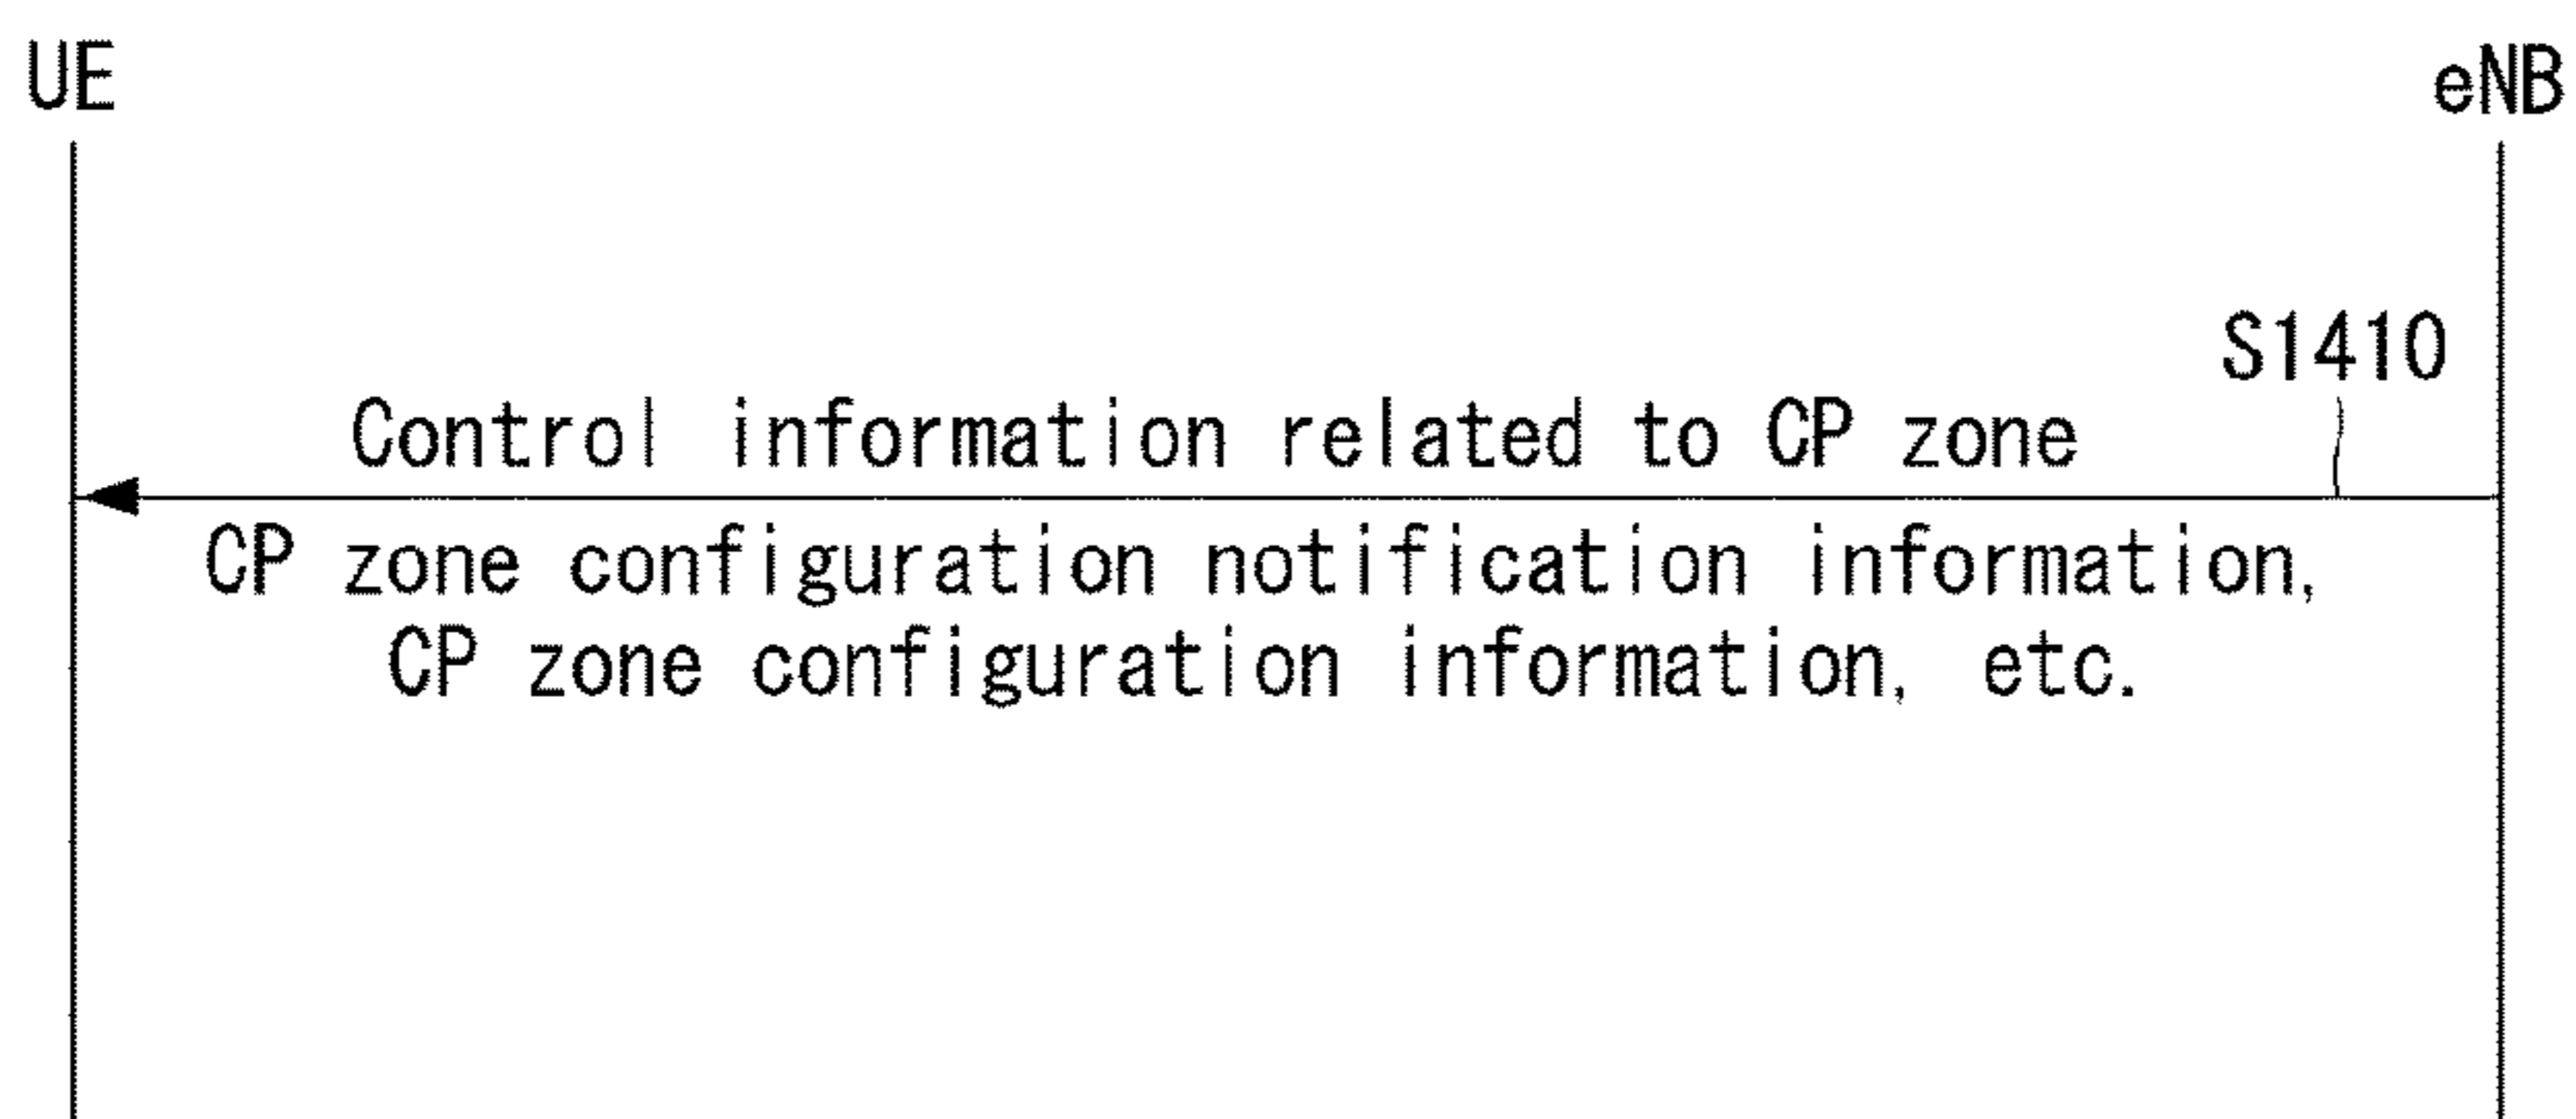 UE
eNB
S1410
Control information related to CP zone
CP zone configuration notification information,
CP zone configuration information, etc.